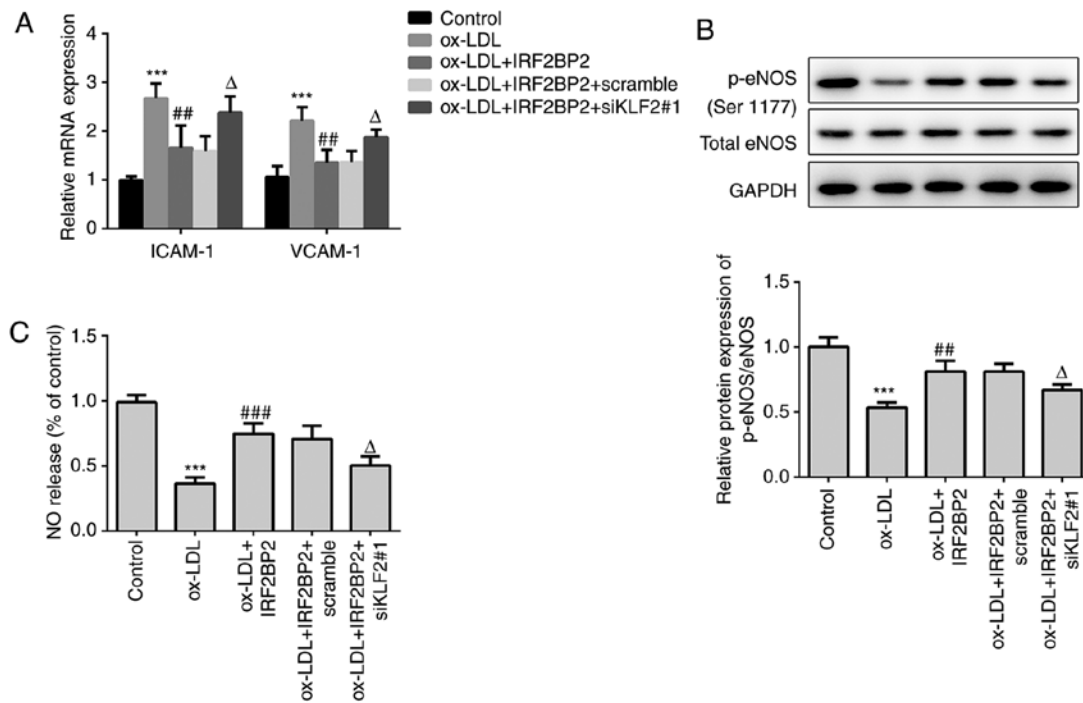 A
Relative mRNA expression
4
3
2
1
0
***
##
Δ
***
##
Δ
ICAM-1
VCAM-1
Control
ox-LDL
ox-LDL+IRF2BP2
ox-LDL+IRF2BP2+scramble
ox-LDL+IRF2BP2+siKLF2#1
B
p-eNOS
(Ser 1177)
Total eNOS
GAPDH
Relative protein expression of
p-eNOS/eNOS
1.5
1.0
0.5
0.0
***
##
Δ
Control
ox-LDL
ox-LDL+
IRF2BP2
ox-LDL+IRF2BP2+
scramble
ox-LDL+IRF2BP2+
siKLF2#1
C
NO release (% of control)
1.5
1.0
0.5
0.0
***
###
Δ
Control
ox-LDL
ox-LDL+
IRF2BP2
ox-LDL+IRF2BP2+
scramble
ox-LDL+IRF2BP2+
siKLF2#1